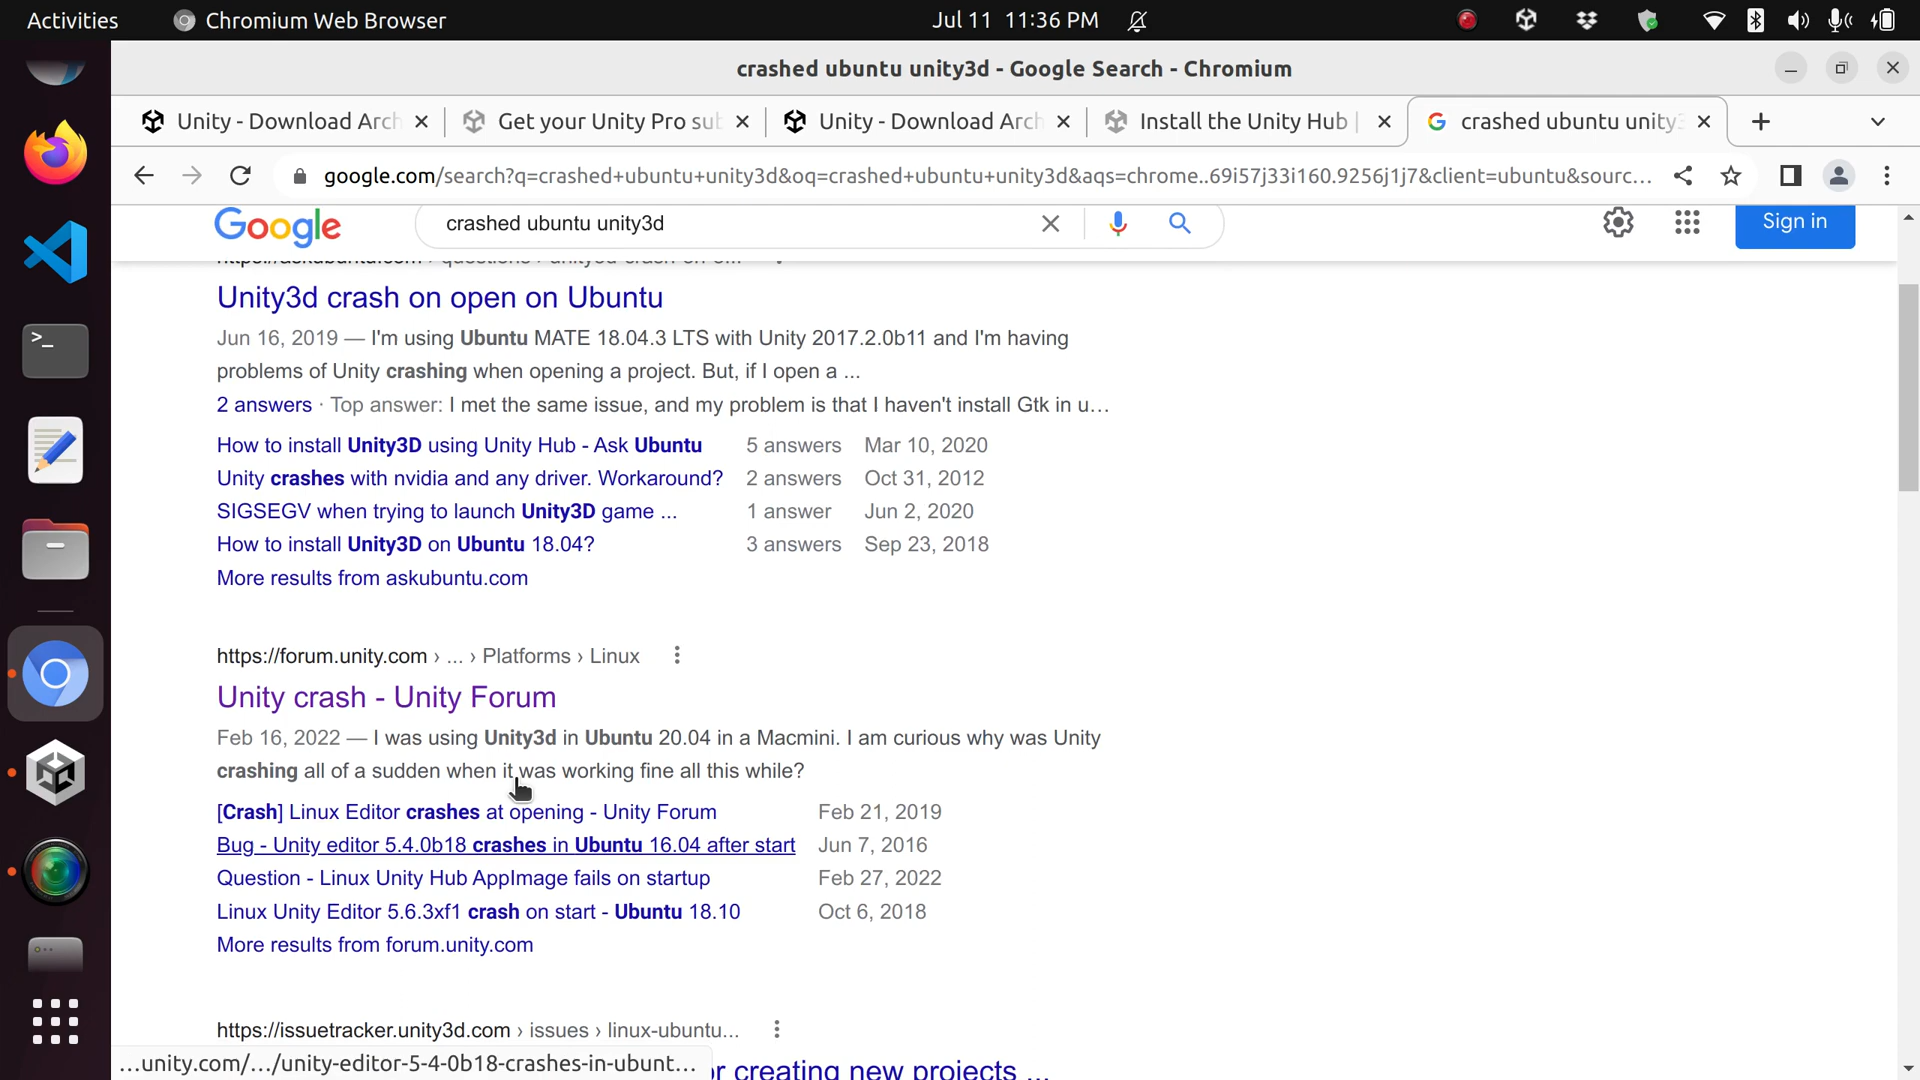 Activities
Chromium Web Browser
Jul 11 11:36 PM
crashed ubuntu unity3d - Google Search - Chromium
Unity - Download Arch
Get your Unity Pro sub
Unity - Download Arch
Install the Unity Hub |
crashed ubuntu unity3
google.com/search?q=crashed+ubuntu+unity3d&oq=crashed+ubuntu+unity3d&aqs=chrome..69i57j33i160.9256j1j7&client=ubuntu&sourc...
Google
crashed ubuntu unity3d
Sign in
Unity3d crash on open on Ubuntu
Jun 16, 2019 — I'm using Ubuntu MATE 18.04.3 LTS with Unity 2017.2.0b11 and I'm having
problems of Unity crashing when opening a project. But, if I open a ...
2 answers · Top answer: I met the same issue, and my problem is that I haven't install Gtk in u...
How to install Unity3D using Unity Hub - Ask Ubuntu 5 answers Mar 10, 2020
Unity crashes with nvidia and any driver. Workaround? 2 answers Oct 31, 2012
SIGSEGV when trying to launch Unity3D game ... 1 answer Jun 2, 2020
How to install Unity3D on Ubuntu 18.04? 3 answers Sep 23, 2018
More results from askubuntu.com
https://forum.unity.com › ... › Platforms › Linux
Unity crash - Unity Forum
Feb 16, 2022 — I was using Unity3d in Ubuntu 20.04 in a Macmini. I am curious why was Unity
crashing all of a sudden when it was working fine all this while?
[Crash] Linux Editor crashes at opening - Unity Forum Feb 21, 2019
Bug - Unity editor 5.4.0b18 crashes in Ubuntu 16.04 after start Jun 7, 2016
Question - Linux Unity Hub AppImage fails on startup Feb 27, 2022
Linux Unity Editor 5.6.3xf1 crash on start - Ubuntu 18.10 Oct 6, 2018
More results from forum.unity.com
https://issuetracker.unity3d.com › issues › linux-ubuntu...
...unity.com/.../unity-editor-5-4-0b18-crashes-in-ubunt...
or creating new projects ...